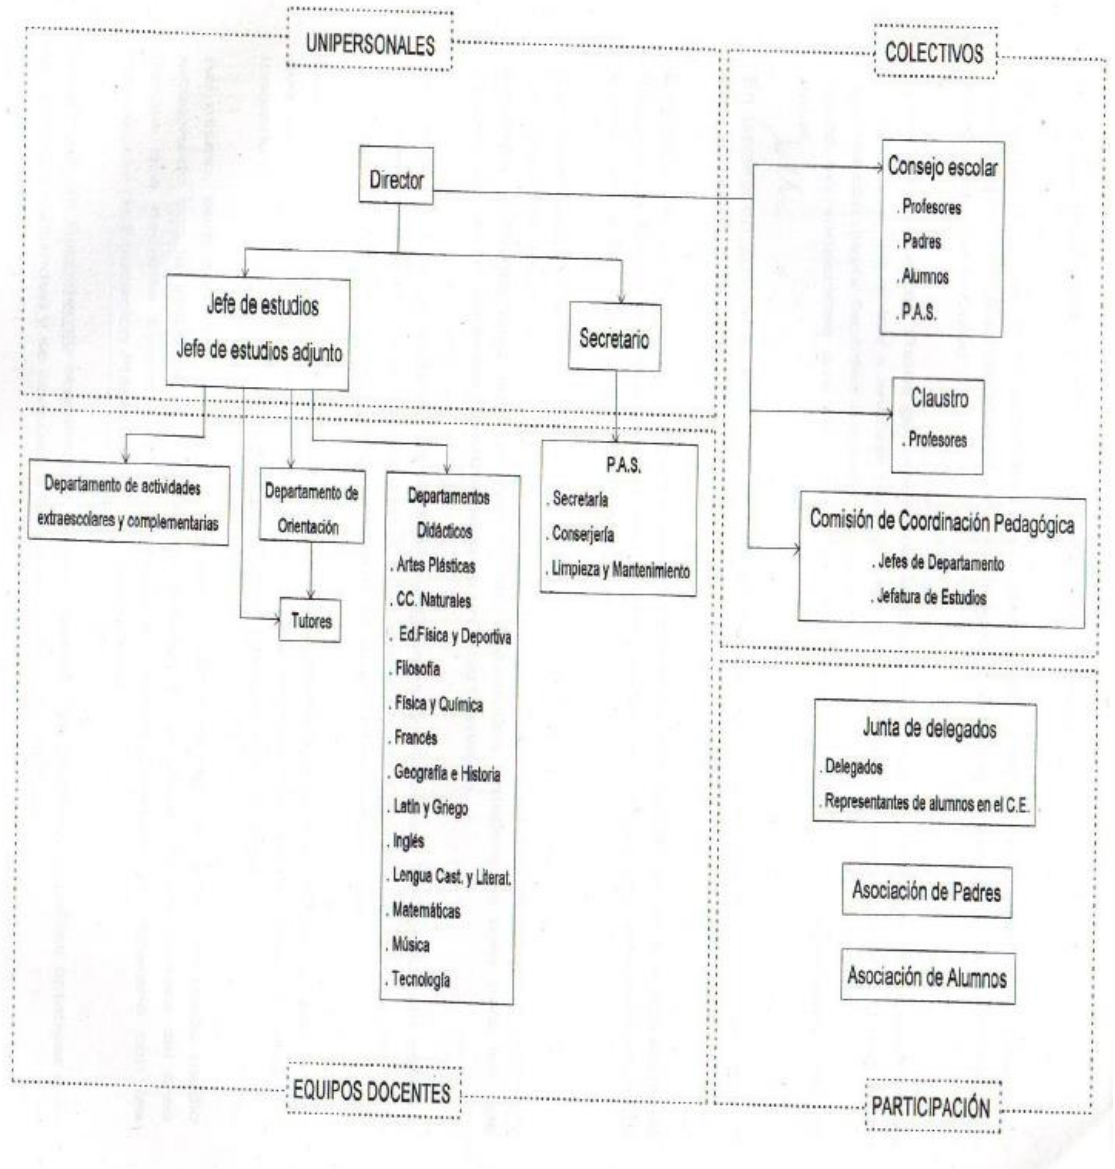 UNIPERSONALES
Director
Jefe de estudios
Jefe de estudios adjunto
Secretario
COLECTIVOS
Consejo escolar
. Profesores
. Padres
. Alumnos
. P.A.S.
Claustro
. Profesores
Comisión de Coordinación Pedagógica
. Jefes de Departamento
. Jefatura de Estudios
Departamento de actividades
extraescolares y complementarias
Departamento de
Orientación
Tutores
Departamentos
Didácticos
. Artes Plásticas
. CC. Naturales
. Ed.Física y Deportiva
. Filosofía
. Física y Química
. Francés
. Geografía e Historia
. Latín y Griego
. Inglés
. Lengua Cast. y Literat.
. Matemáticas
. Música
. Tecnología
P.A.S.
. Secretaría
. Conserjería
. Limpieza y Mantenimiento
EQUIPOS DOCENTES
Junta de delegados
. Delegados
. Representantes de alumnos en el C.E.
Asociación de Padres
Asociación de Alumnos
PARTICIPACIÓN